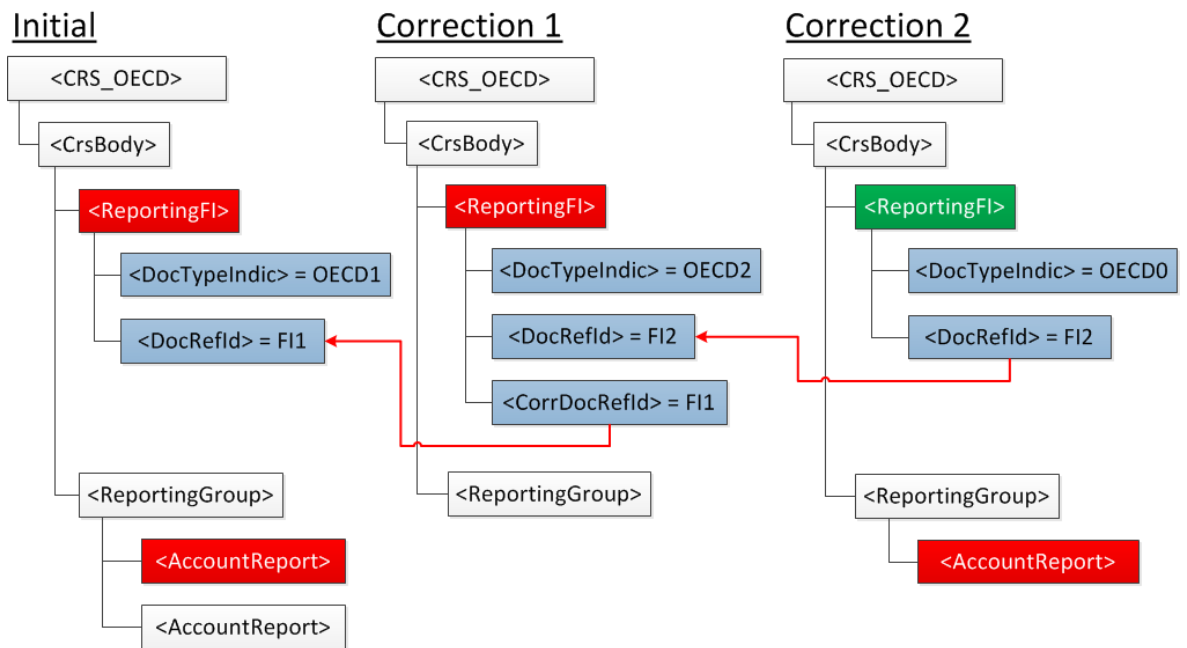 Initial
<CRS_OECD>
<CrsBody>
<ReportingFI>
<DocTypeIndic> = OECD1
<DocRefId> = FI1
<ReportingGroup>
<AccountReport>
<AccountReport>
Correction 1
<CRS_OECD>
<CrsBody>
<ReportingFI>
<DocTypeIndic> = OECD2
<DocRefId> = FI2
<CorrDocRefId> = FI1
<ReportingGroup>
Correction 2
<CRS_OECD>
<CrsBody>
<ReportingFI>
<DocTypeIndic> = OECD0
<DocRefId> = FI2
<ReportingGroup>
<AccountReport>